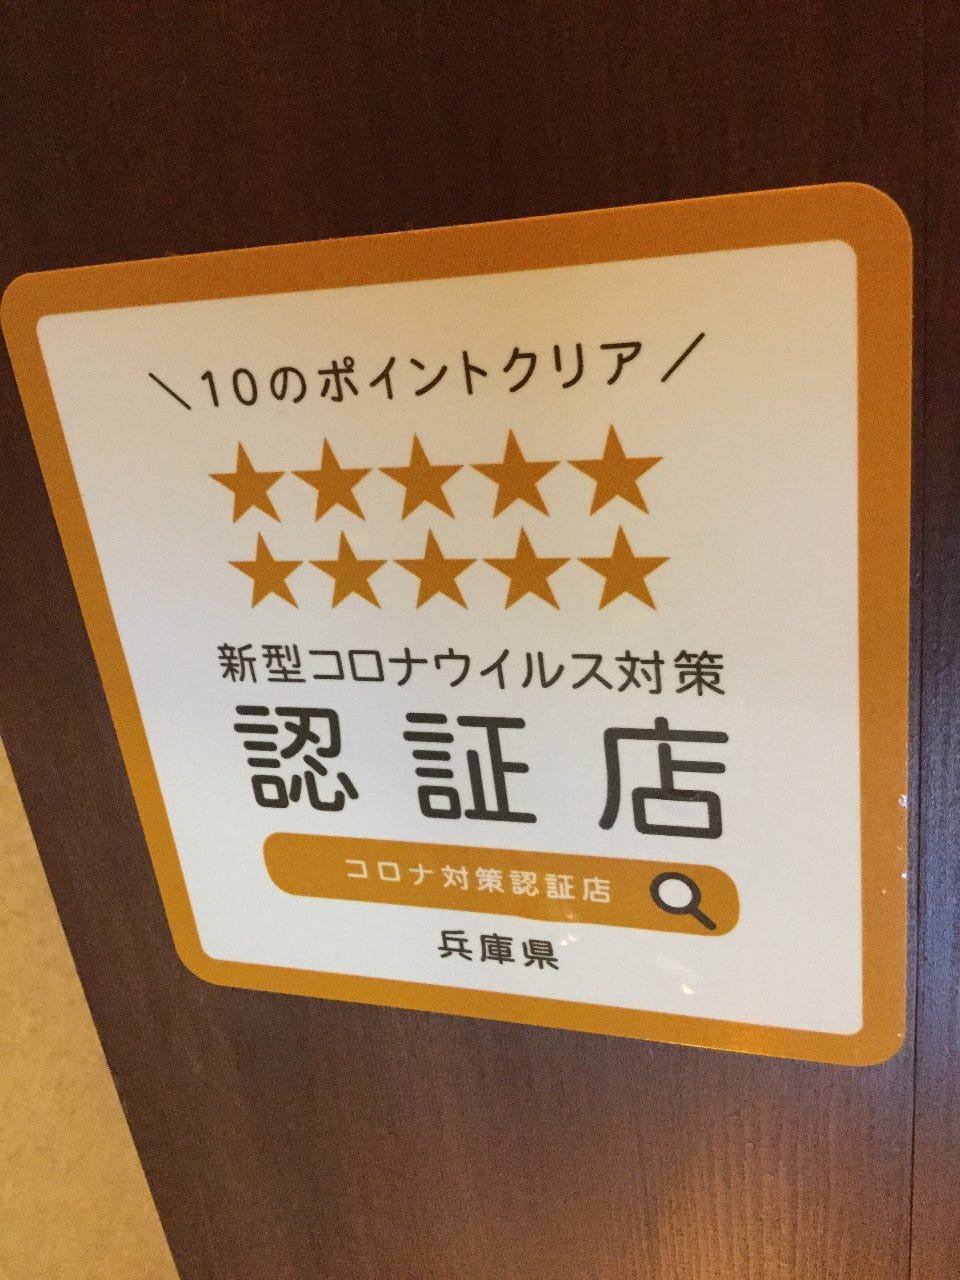 \ 10のポイントクリア /
★★★★★
★★★★★
新型コロナウイルス対策
認証店
コロナ対策認証店
兵庫県